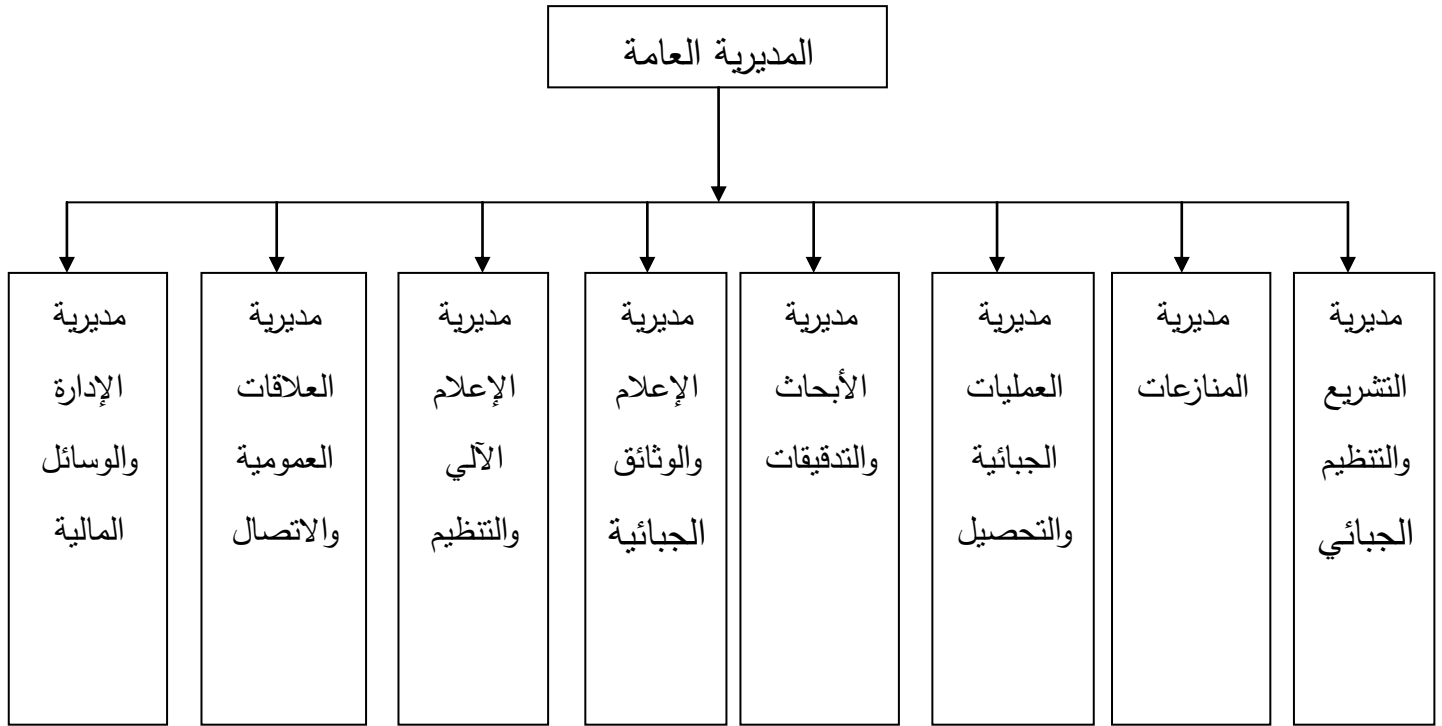 المديرية العامة
مديرية
التشريع
والتنظيم
الجبائي
مديرية
المنازعات
مديرية
العمليات
الجبائية
والتحصيل
مديرية
الأبحاث
والتدقيقات
مديرية
الإعلام
والوثائق
الجبائية
مديرية
الإعلام
الآلي
والتنظيم
مديرية
العلاقات
العمومية
والاتصال
مديرية
الإدارة
والوسائل
المالية